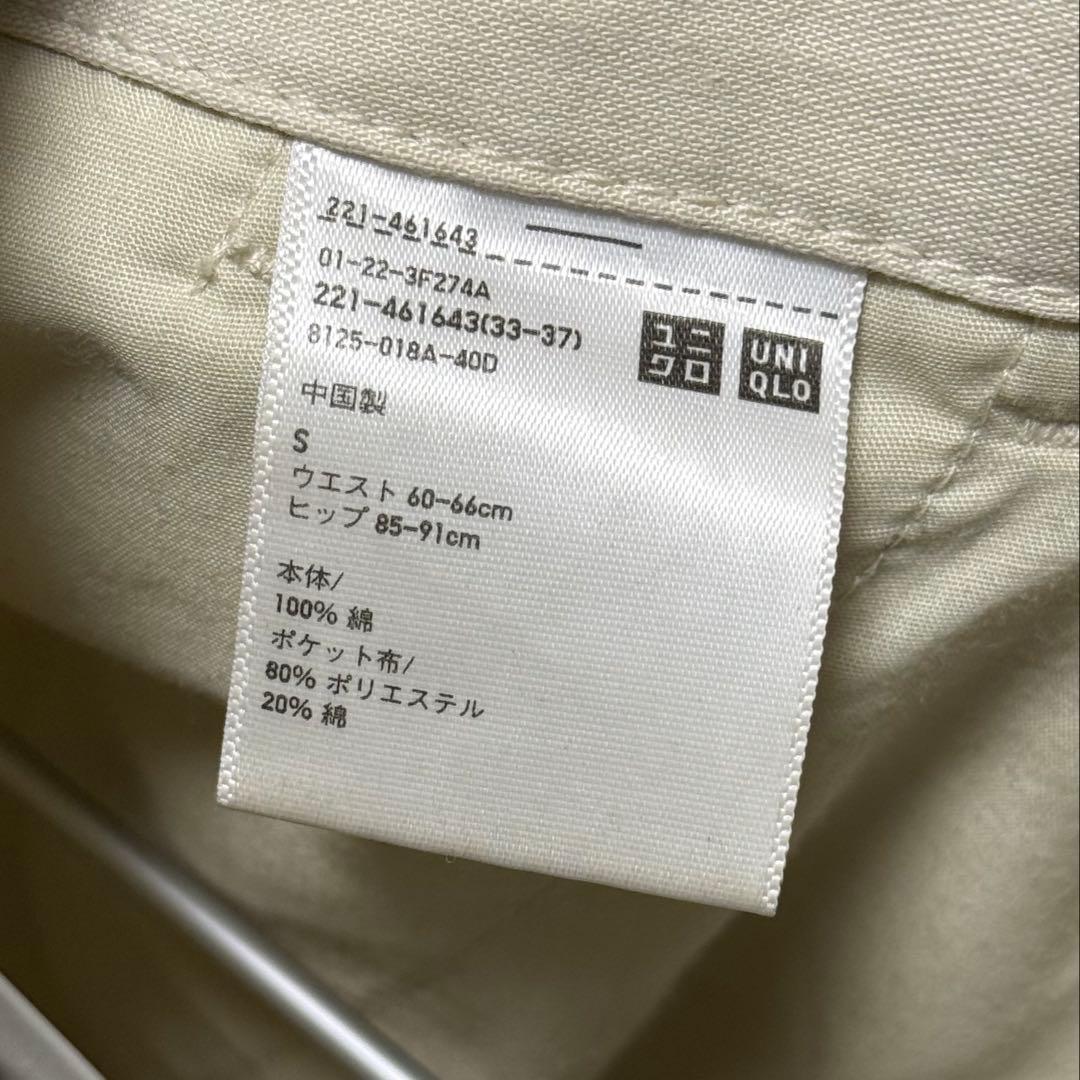 221-461643
01-22-3F274A
221-461643(33-37)
8125-018A-40D
ユニ
クロ
UNI
QLO
中国製
S
ウエスト 60-66cm
ヒップ 85-91cm
本体/
100% 綿
ポケット布/
80% ポリエステル
20% 綿